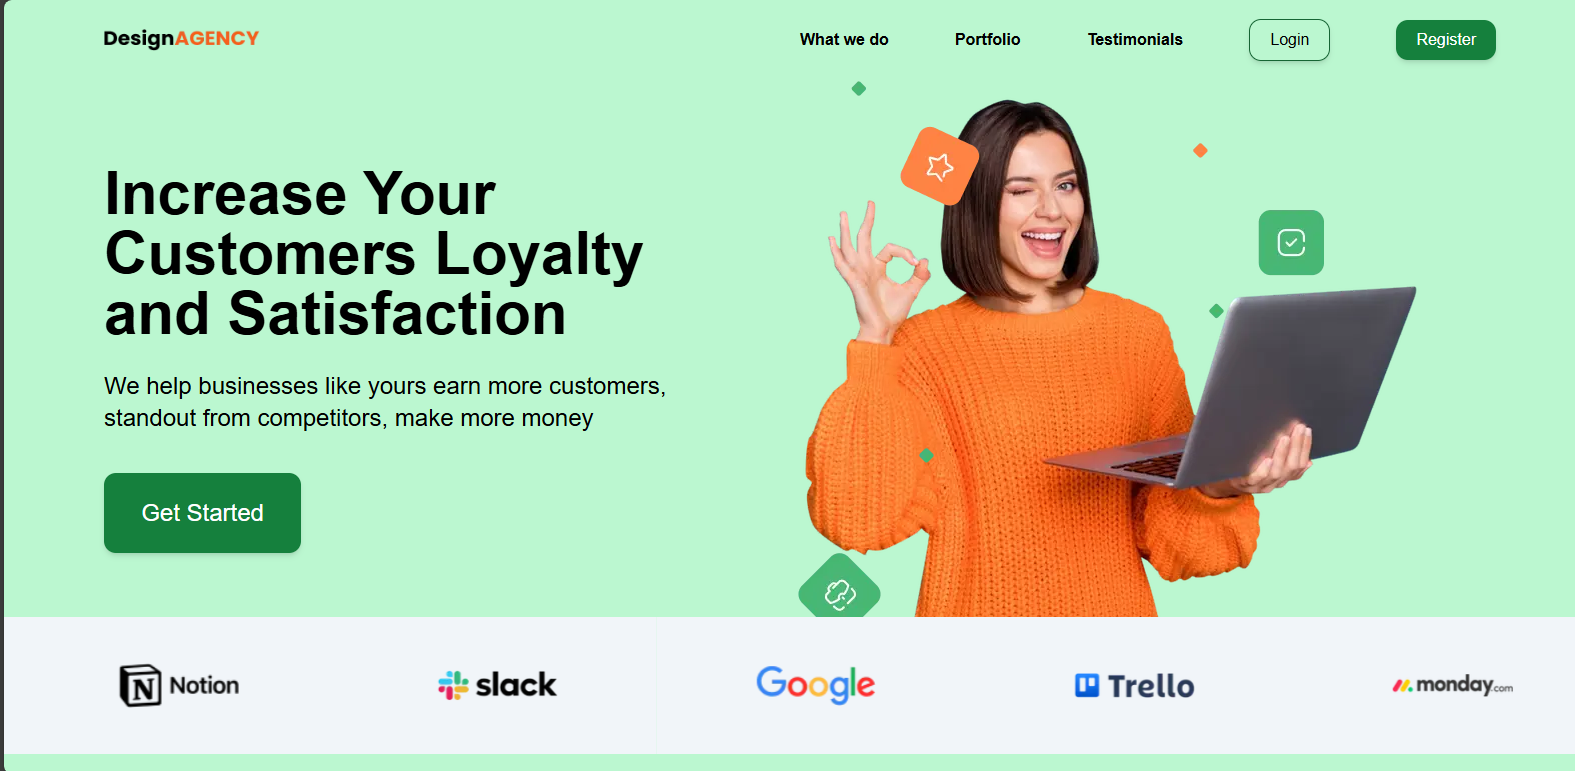 DesignAGENCY
What we do
Portfolio
Testimonials
Login
Register
Increase Your
Customers Loyalty
and Satisfaction
We help businesses like yours earn more customers,
standout from competitors, make more money
Get Started
Notion
slack
Google
Trello
monday.com